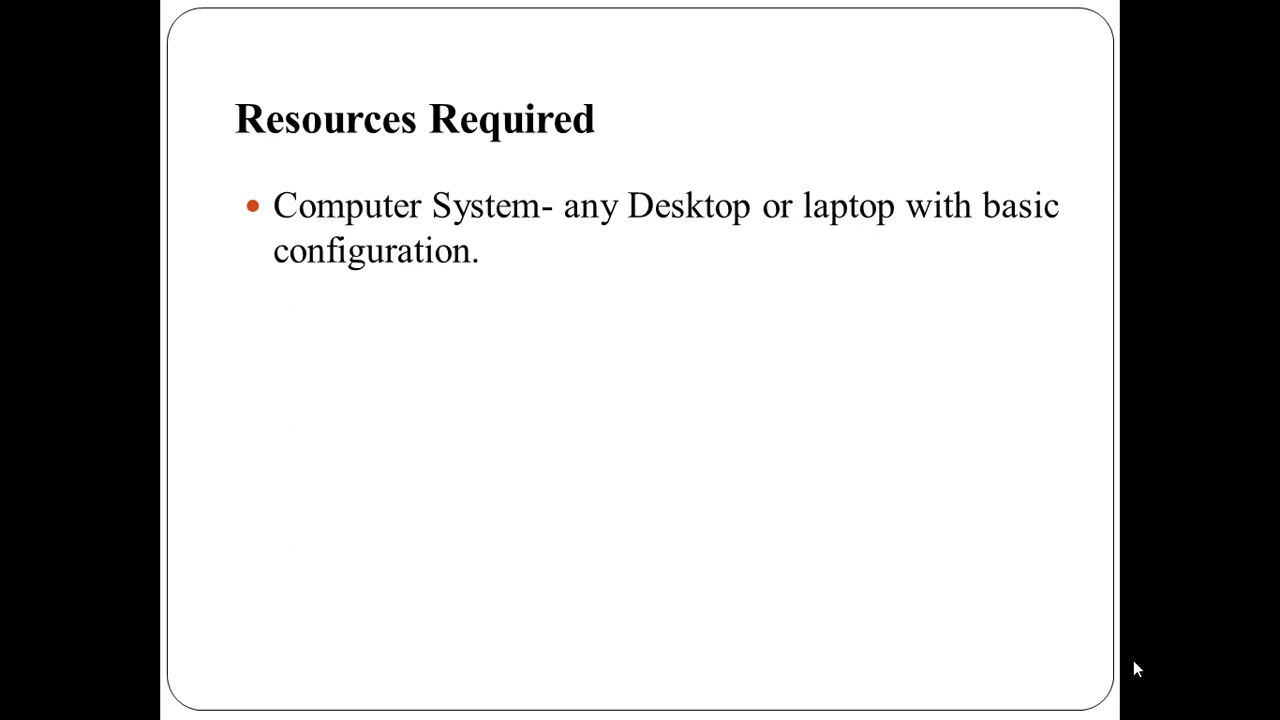 Resources Required
Computer System- any Desktop or laptop with basic
configuration.